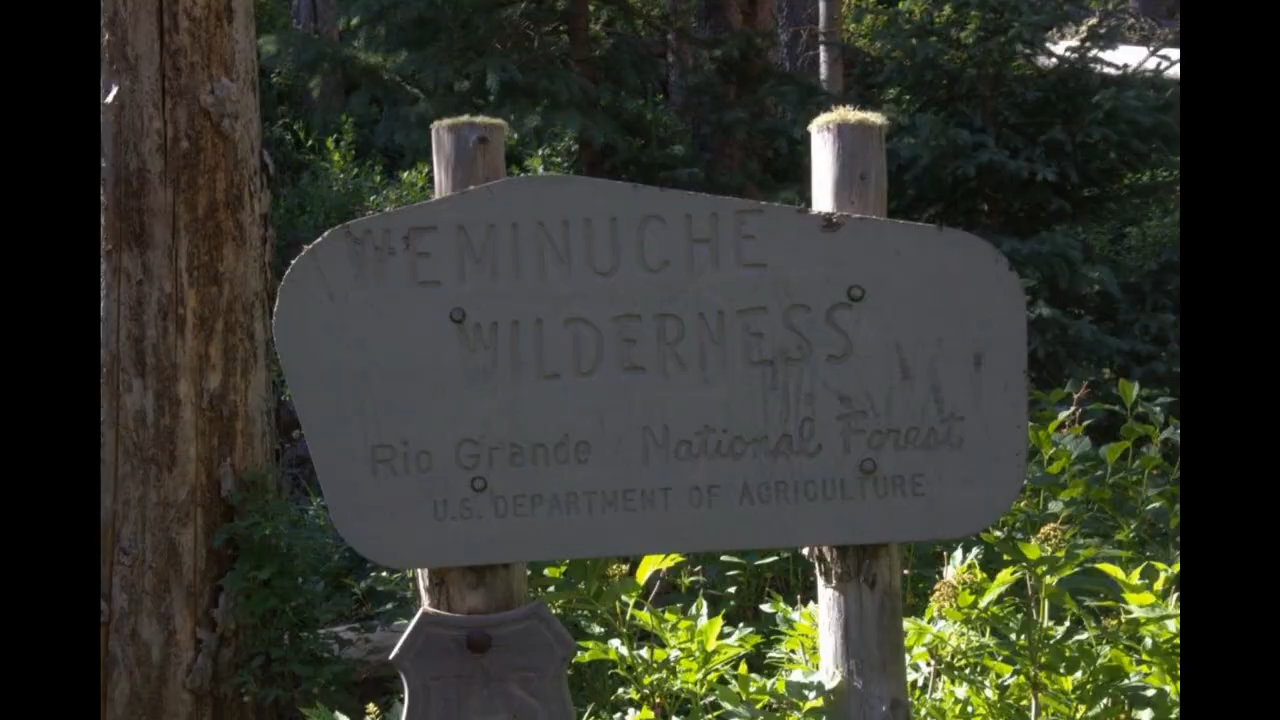 WEMINUCHE
WILDERNESS
Rio Grande National Forest
U.S. DEPARTMENT OF AGRICULTURE